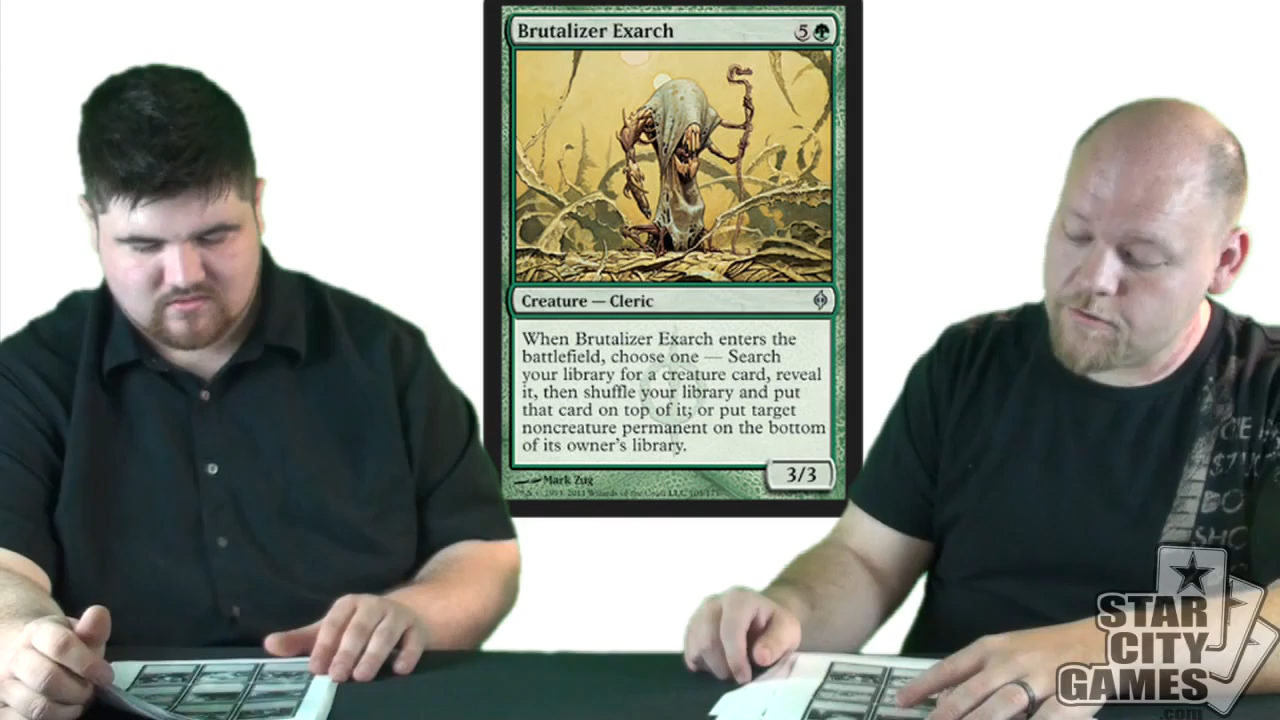 Brutalizer Exarch
5
Creature — Cleric
When Brutalizer Exarch enters the
battlefield, choose one — Search
your library for a creature card, reveal
it, then shuffle your library and put
that card on top of it; or put target
noncreature permanent on the bottom
of its owner's library.
3/3
Mark Zug
STAR
CITY
GAMES
.com